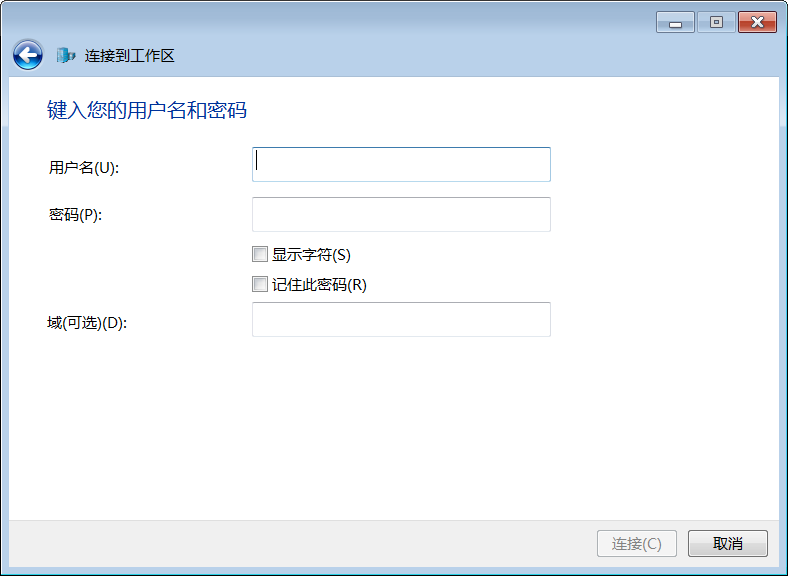 连接到工作区
键入您的用户名和密码
用户名(U):
密码(P):
显示字符(S)
记住此密码(R)
域(可选)(D):
连接(C)
取消